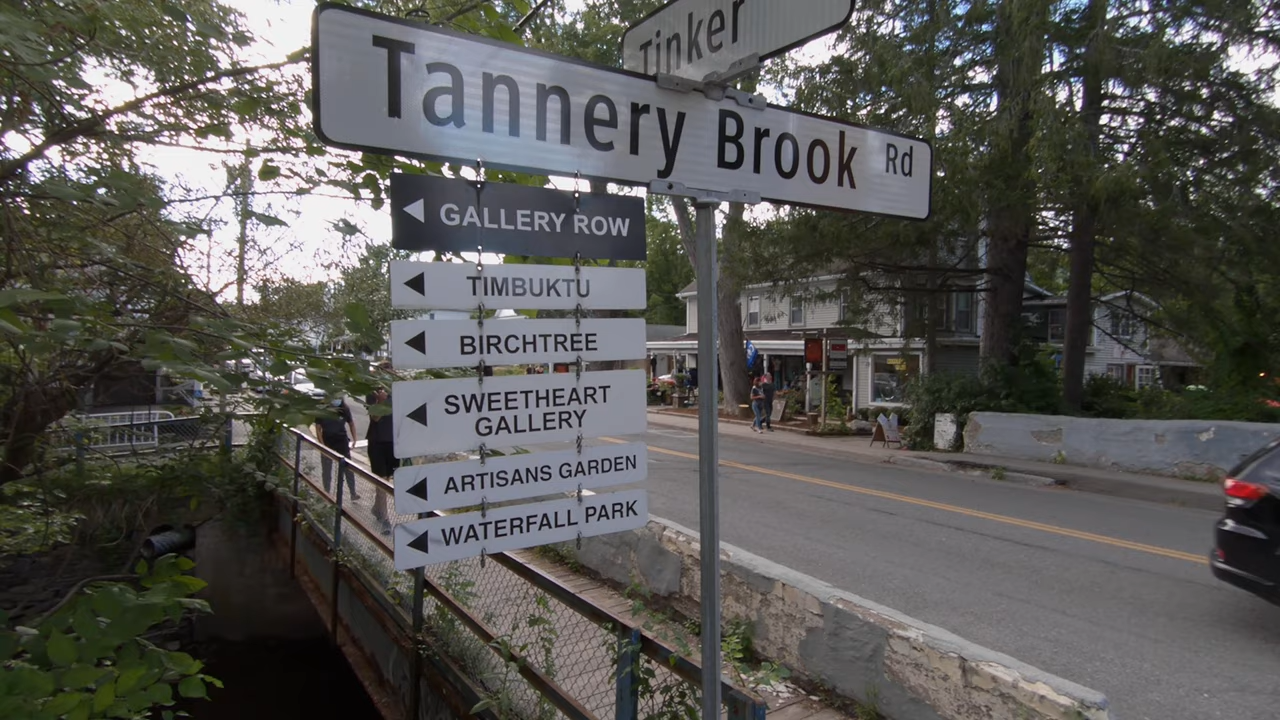 Tinker
Tannery Brook Rd
GALLERY ROW
TIMBUKTU
BIRCHTREE
SWEETHEART
GALLERY
ARTISANS GARDEN
WATERFALL PARK